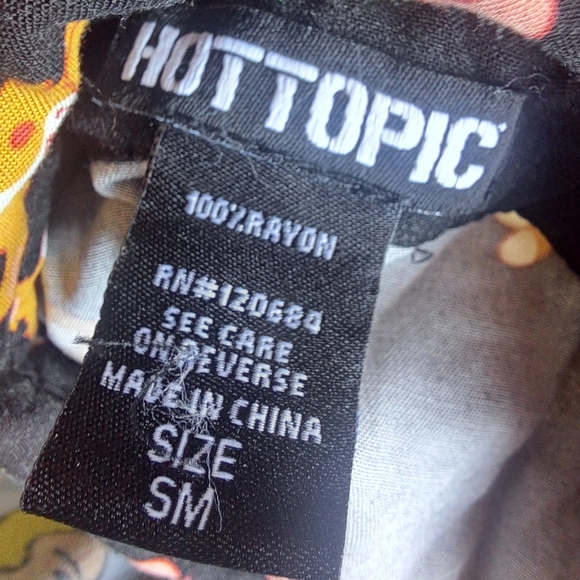 HOTTOPIC
100% RAYON
RN#120684
SEE CARE
ON REVERSE
MADE IN CHINA
SIZE
SM